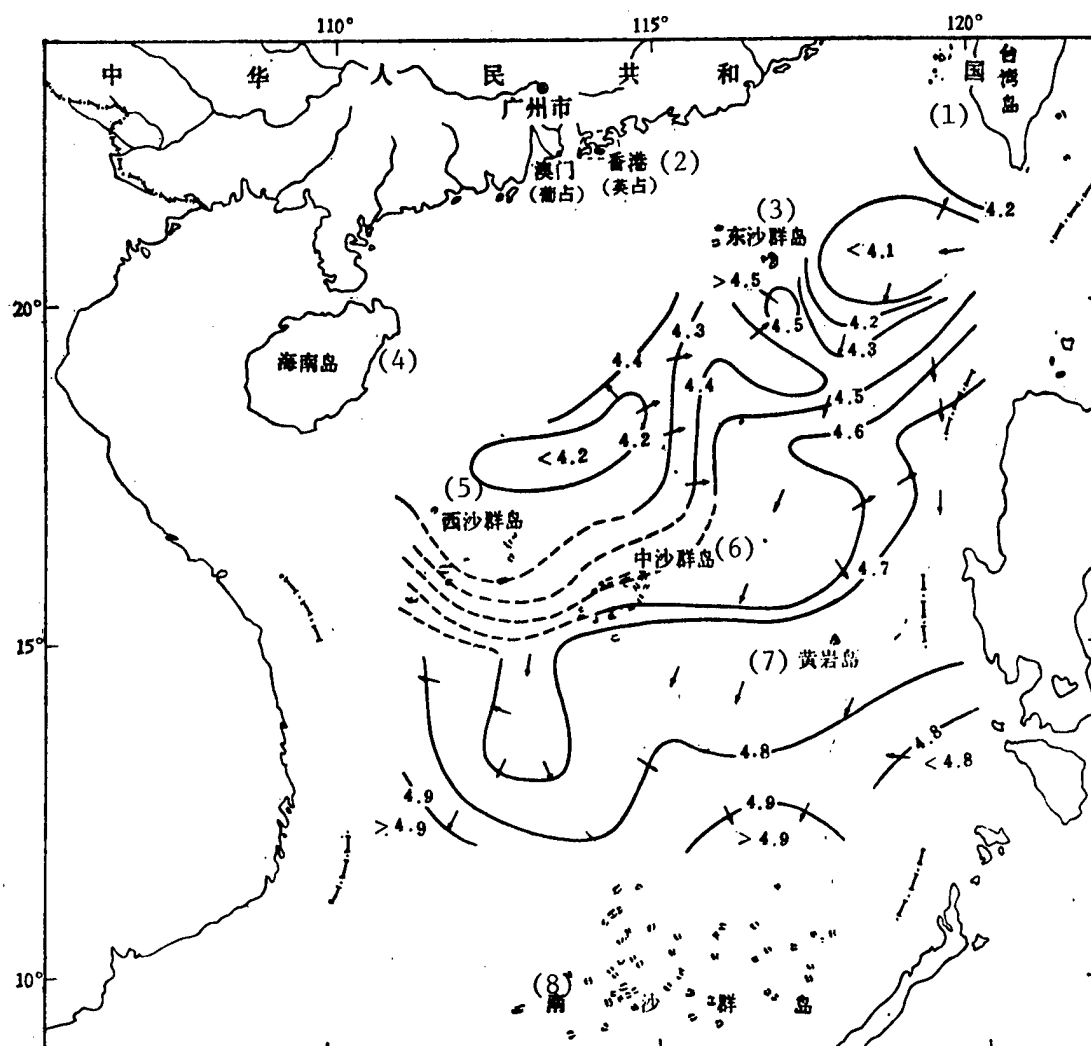 110° 115° 120°
中 华 人 民 共 和 国
台湾岛
(1)
广州市
澳门
(葡占)
香港 (2)
(英占)
(3)
东沙群岛
4.2
< 4.1
> 4.5
20°
4.5
4.2
4.3
4.3
4.4
4.4
海南岛 (4)
4.5
4.6
4.2
< 4.2
(5)
西沙群岛
中沙群岛 (6)
4.7
15°
(7) 黄岩岛
4.8
4.8
< 4.8
4.9
> 4.9
4.9
> 4.9
10°
(8)
南 沙 群 岛